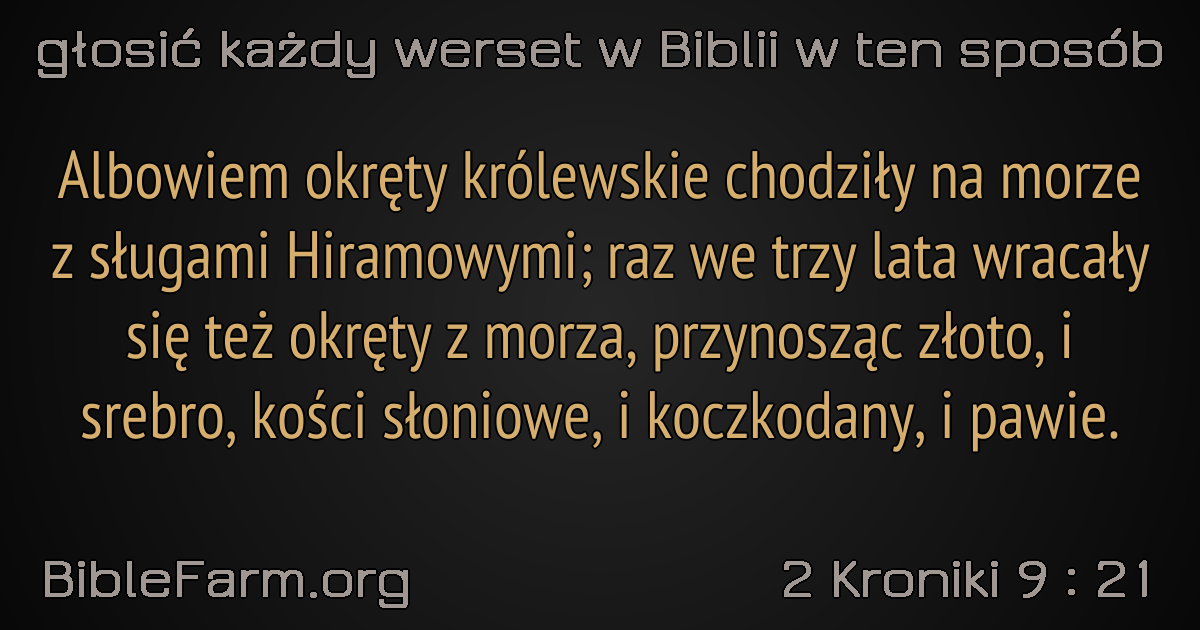 głosić każdy werset w Biblii w ten sposób
Albowiem okręty królewskie chodziły na morze
z sługami Hiramowymi; raz we trzy lata wracały
się też okręty z morza, przynosząc złoto, i
srebro, kości słoniowe, i koczkodany, i pawie.
BibleFarm.org
2 Kroniki 9 : 21